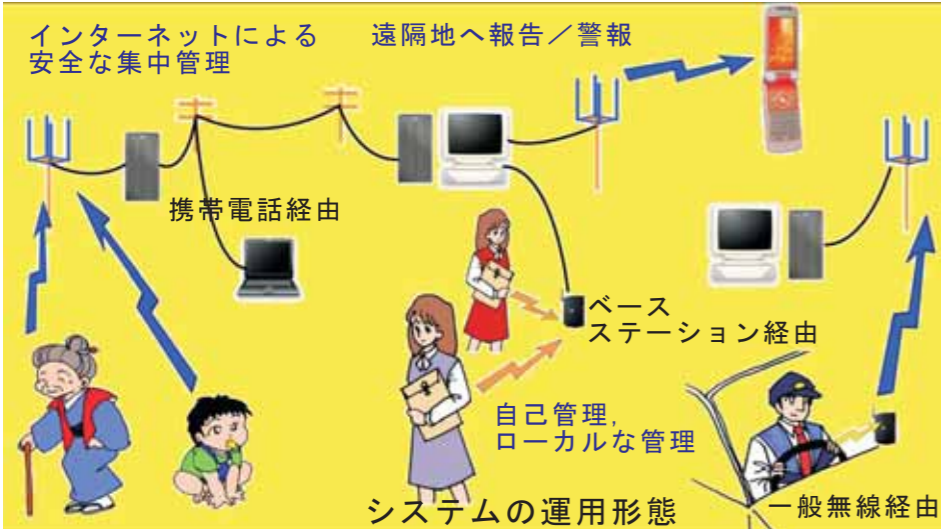 インターネットによる
安全な集中管理
遠隔地へ報告／警報
携帯電話経由
ベース
ステーション経由
自己管理,
ローカルな管理
システムの運用形態
一般無線経由